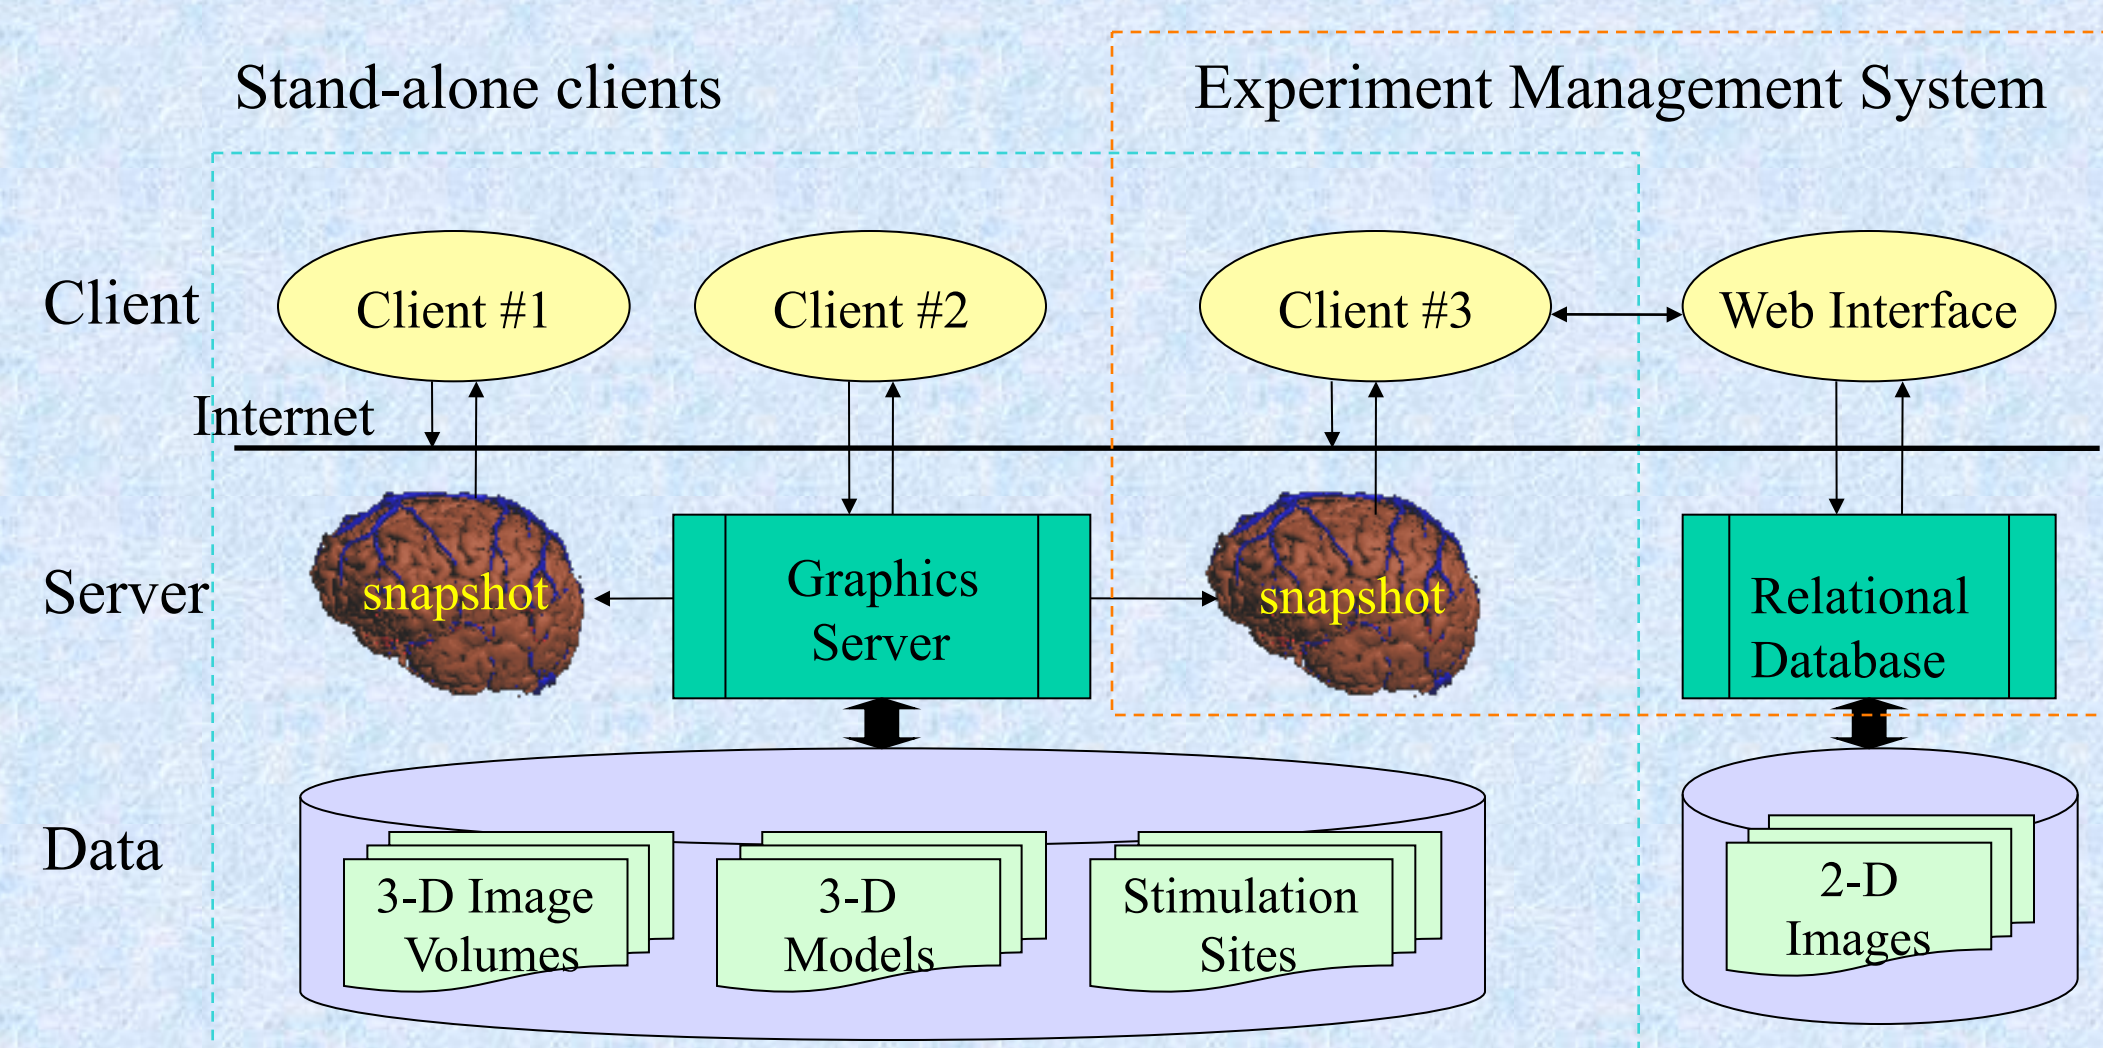 Stand-alone clients
Experiment Management System
Client
Client #1
Client #2
Client #3
Web Interface
Internet
Server
snapshot
Graphics
Server
snapshot
Relational
Database
Data
3-D Image
Volumes
3-D
Models
Stimulation
Sites
2-D
Images